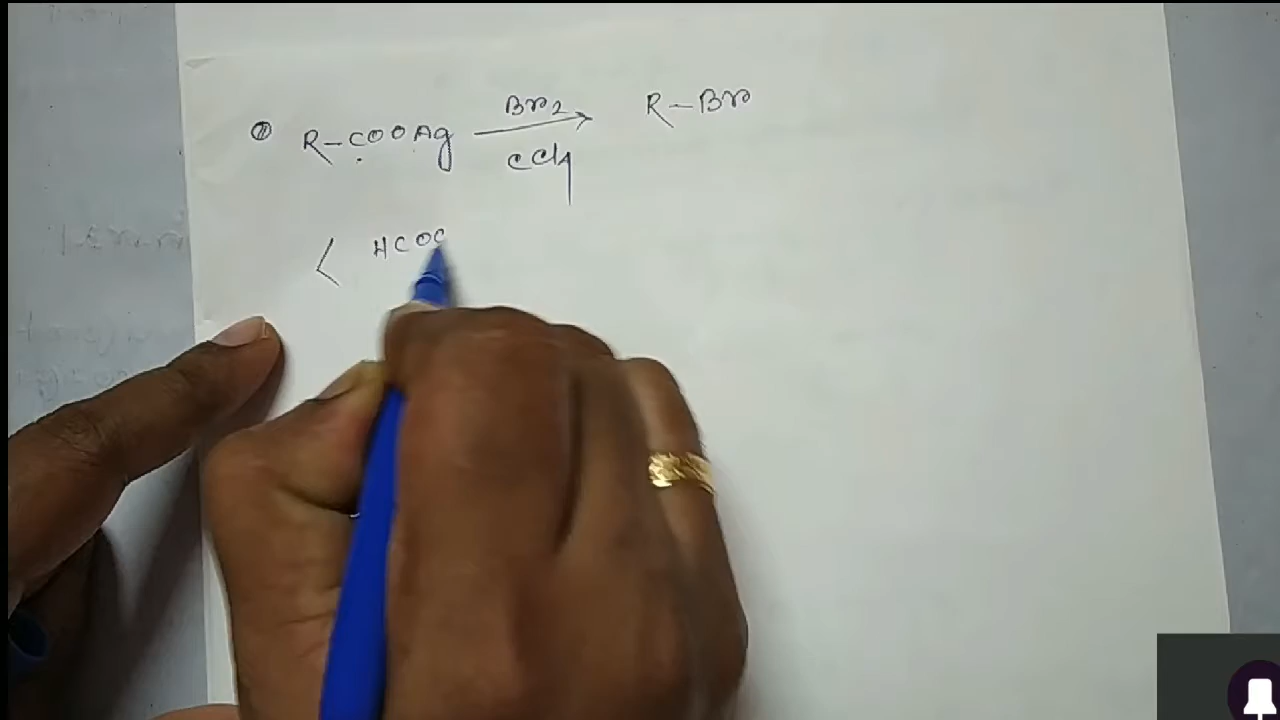 Br2
① R-COOAg → R-Br
CCl4
< HCOO